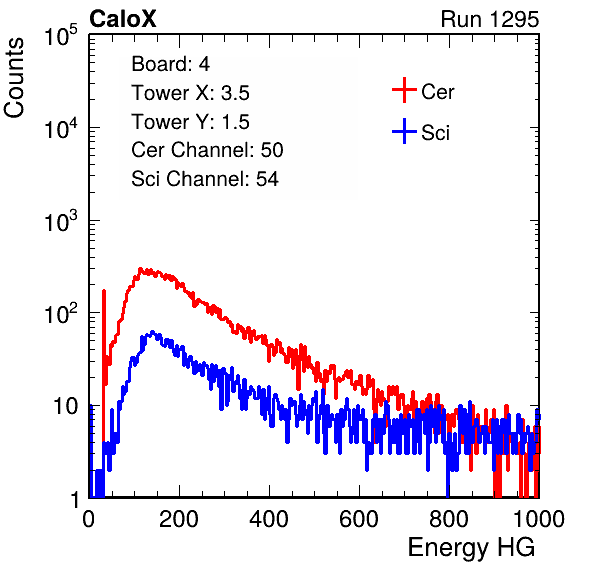 CaloX Run 1295
Counts
10^5
10^4
10^3
10^2
10
1
Board: 4
Tower X: 3.5
Tower Y: 1.5
Cer Channel: 50
Sci Channel: 54
Cer
Sci
0 200 400 600 800 1000
Energy HG